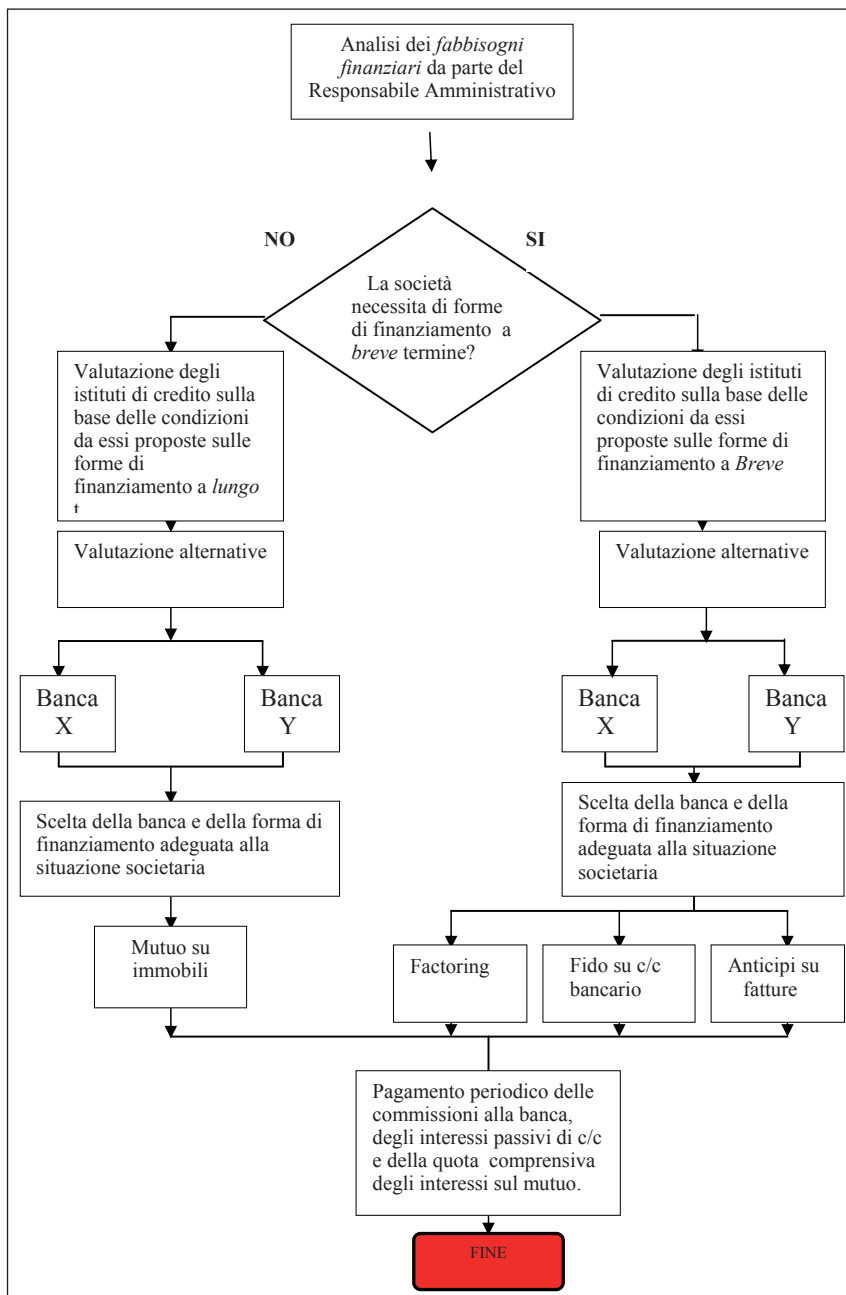 Analisi dei fabbisogni
finanziari da parte del
Responsabile Amministrativo
NO
SI
La società
necessita di forme
di finanziamento a
breve termine?
Valutazione degli
istituti di credito sulla
base delle condizioni
da essi proposte sulle
forme di
finanziamento a lungo
Valutazione degli istituti
di credito sulla base delle
condizioni da essi
proposte sulle forme di
finanziamento a Breve
Valutazione alternative
Valutazione alternative
Banca
X
Banca
Y
Banca
X
Banca
Y
Scelta della banca e della forma di
finanziamento adeguata alla
situazione societaria
Scelta della banca e della
forma di finanziamento
adeguata alla situazione
societaria
Mutuo su
immobili
Factoring
Fido su c/c
bancario
Anticipi su
fatture
Pagamento periodico delle
commissioni alla banca,
degli interessi passivi di c/c
e della quota comprensiva
degli interessi sul mutuo.
FINE